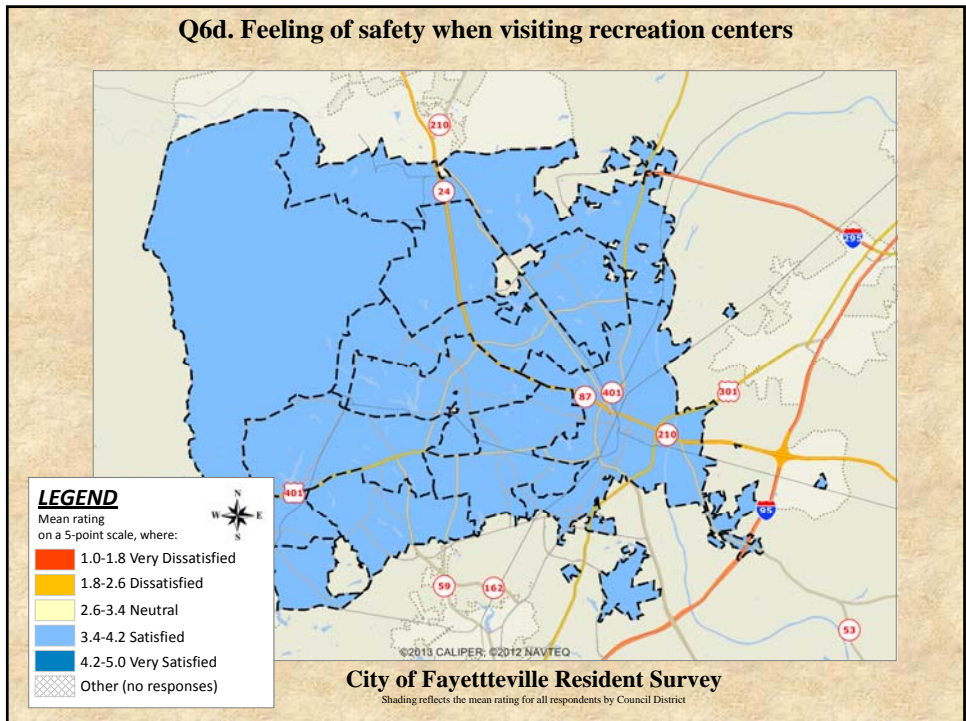 Q6d. Feeling of safety when visiting recreation centers
210
24
295
87
401
301
210
401
95
59
162
53
LEGEND
Mean rating
on a 5-point scale, where:
N
W E
S
1.0-1.8 Very Dissatisfied
1.8-2.6 Dissatisfied
2.6-3.4 Neutral
3.4-4.2 Satisfied
4.2-5.0 Very Satisfied
Other (no responses)
©2013 CALIPER; ©2012 NAVTEQ
City of Fayettteville Resident Survey
Shading reflects the mean rating for all respondents by Council District